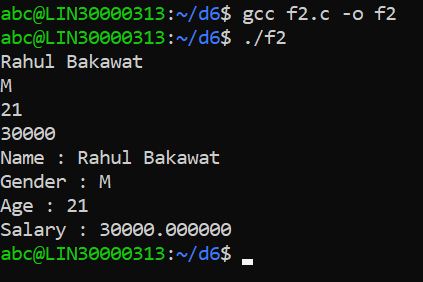 abc@LIN30000313:~/d6$ gcc f2.c -o f2
abc@LIN30000313:~/d6$ ./f2
Rahul Bakawat
M
21
30000
Name : Rahul Bakawat
Gender : M
Age : 21
Salary : 30000.000000
abc@LIN30000313:~/d6$